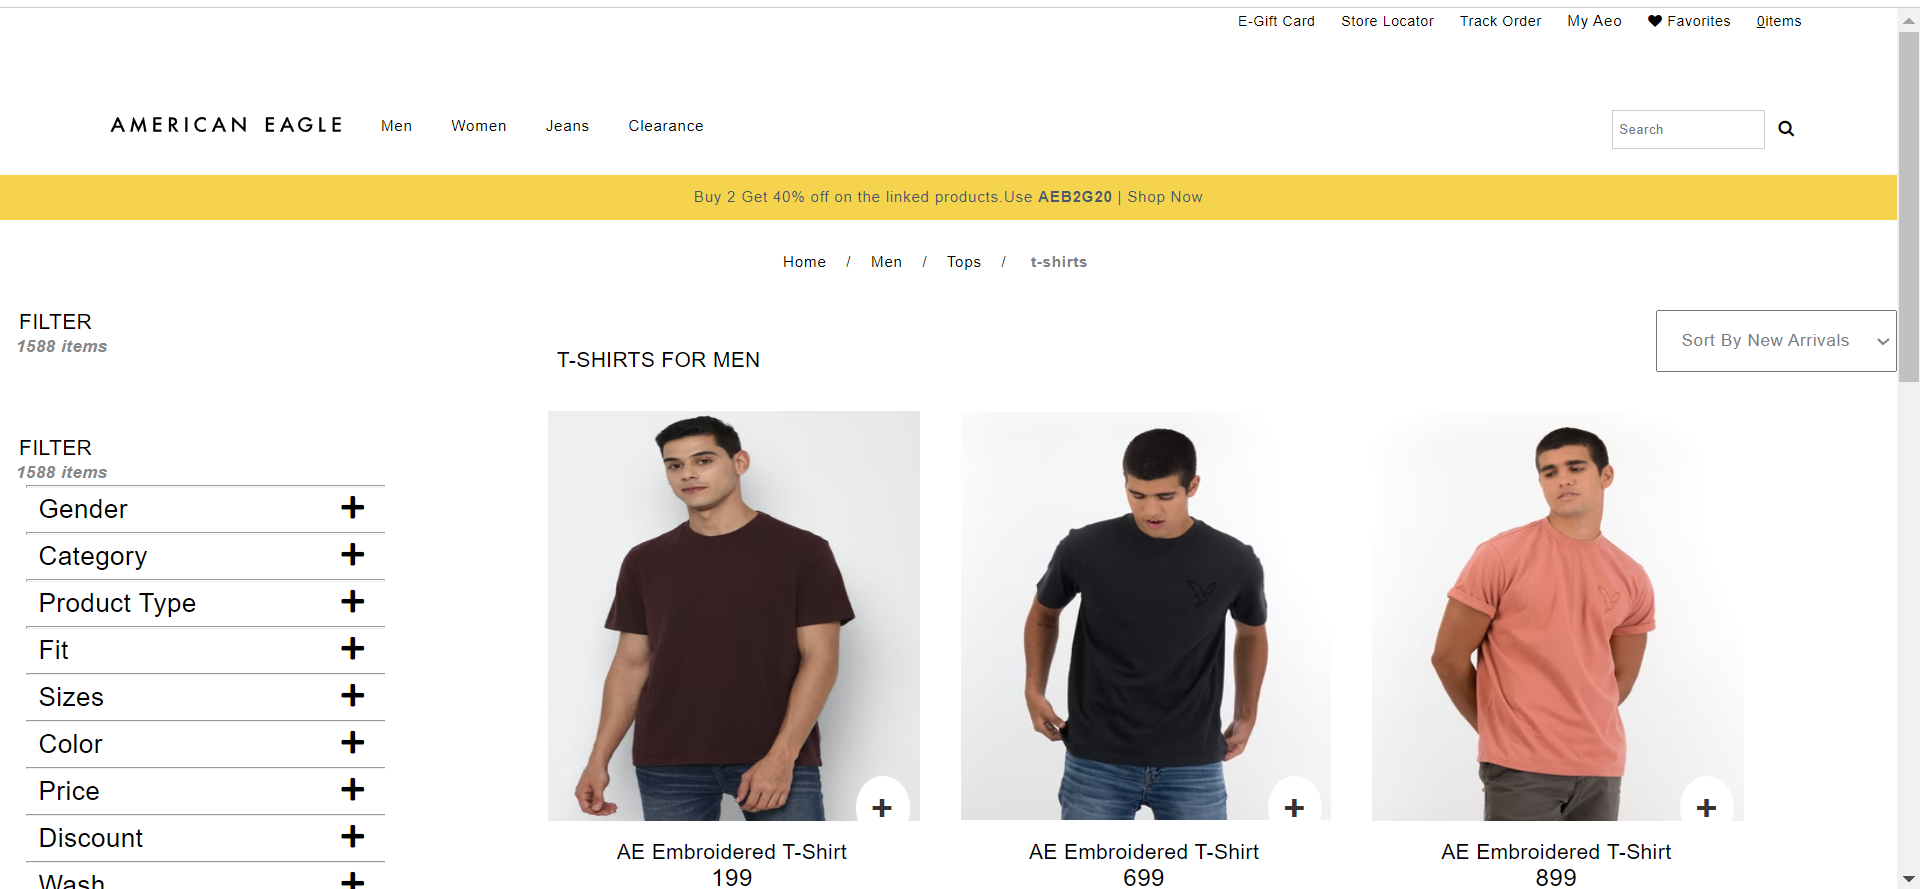 E-Gift Card Store Locator Track Order My Aeo Favorites 0items
AMERICAN EAGLE Men Women Jeans Clearance Search
Buy 2 Get 40% off on the linked products.Use AEB2G20 | Shop Now
Home / Men / Tops / t-shirts
FILTER
1588 items
Sort By New Arrivals
T-SHIRTS FOR MEN
FILTER
1588 items
Gender
Category
Product Type
Fit
Sizes
Color
Price
Discount
Wash
AE Embroidered T-Shirt
199
AE Embroidered T-Shirt
699
AE Embroidered T-Shirt
899